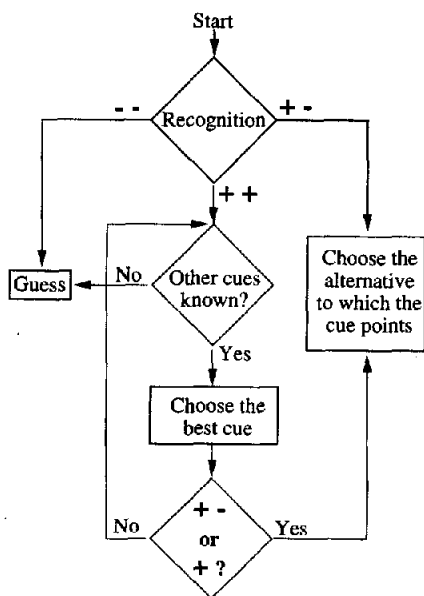 Start
- -
Recognition
+ -
+ +
Guess
No
Other cues
known?
Choose the
alternative
to which the
cue points
Yes
Choose the
best cue
No
+ -
or
+ ?
Yes